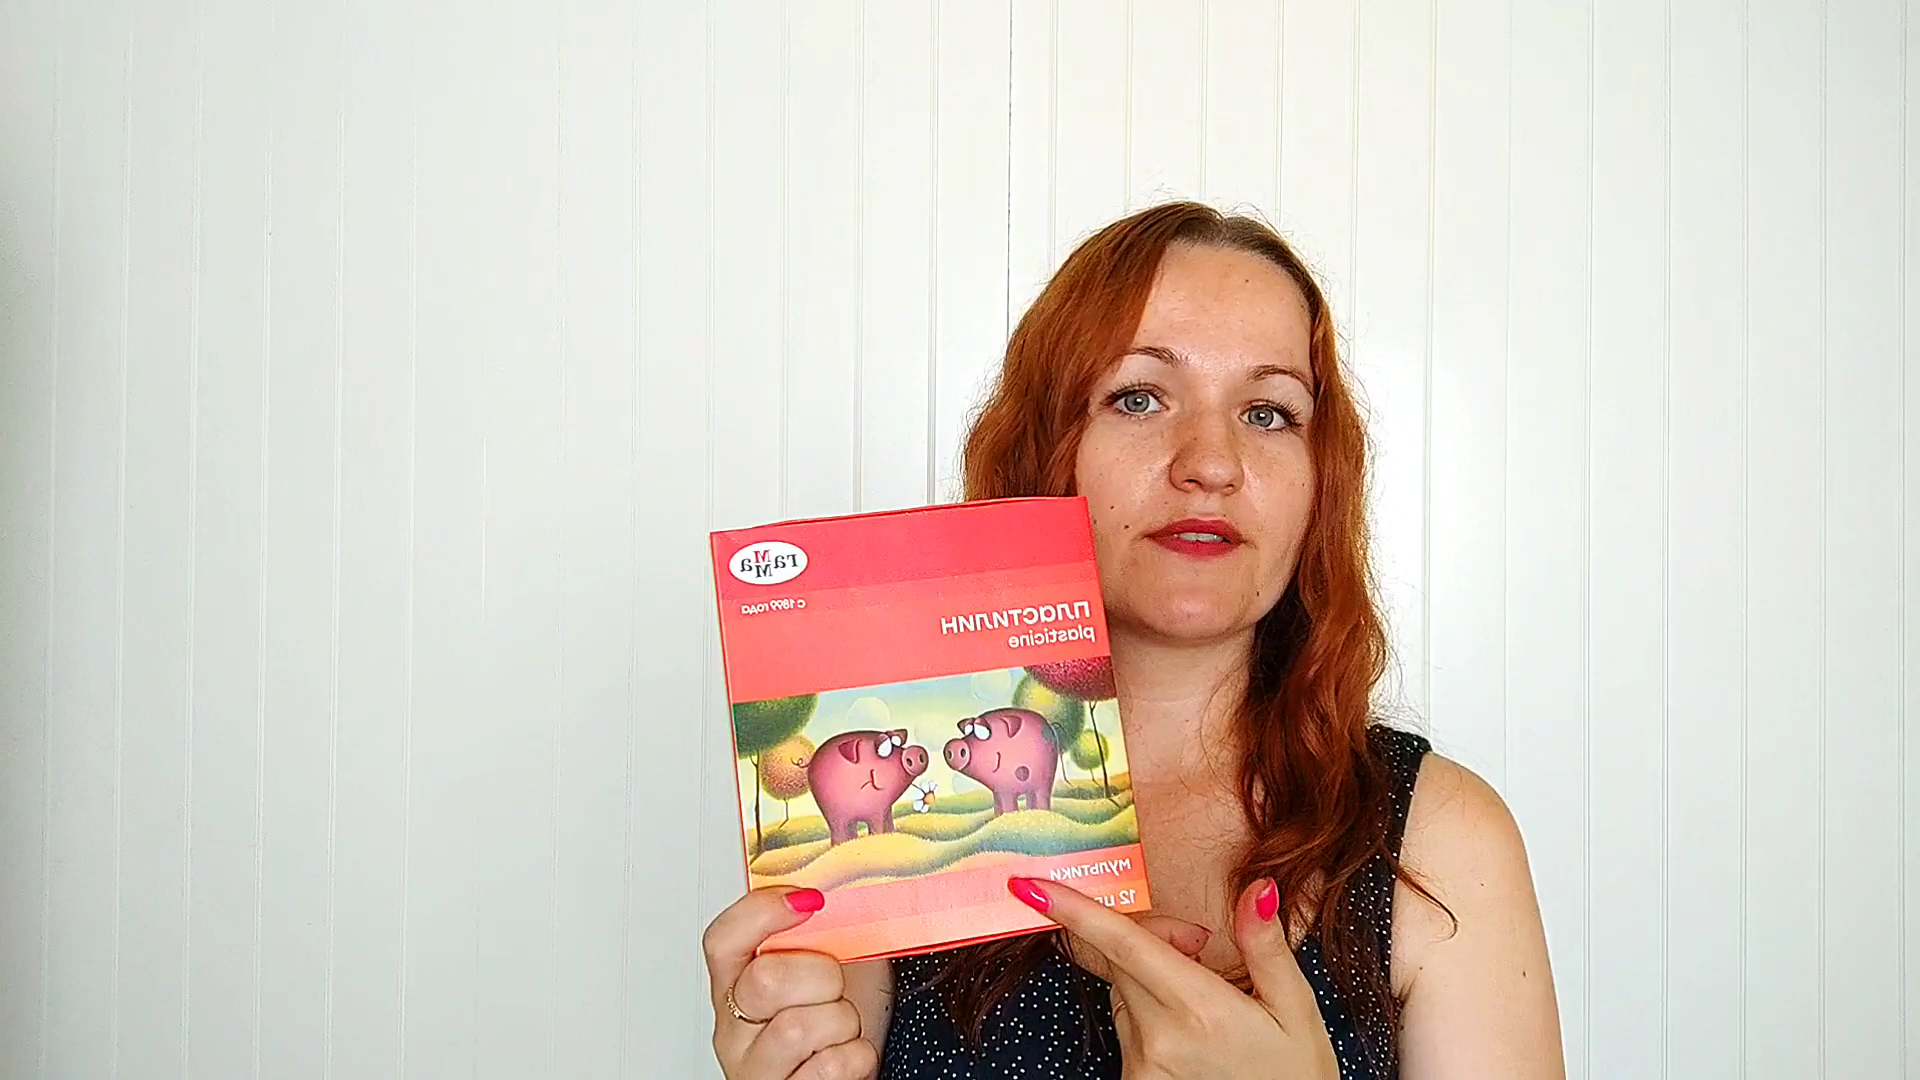 гамма
с 1899 года
пластилин
plasticine
мультики
12